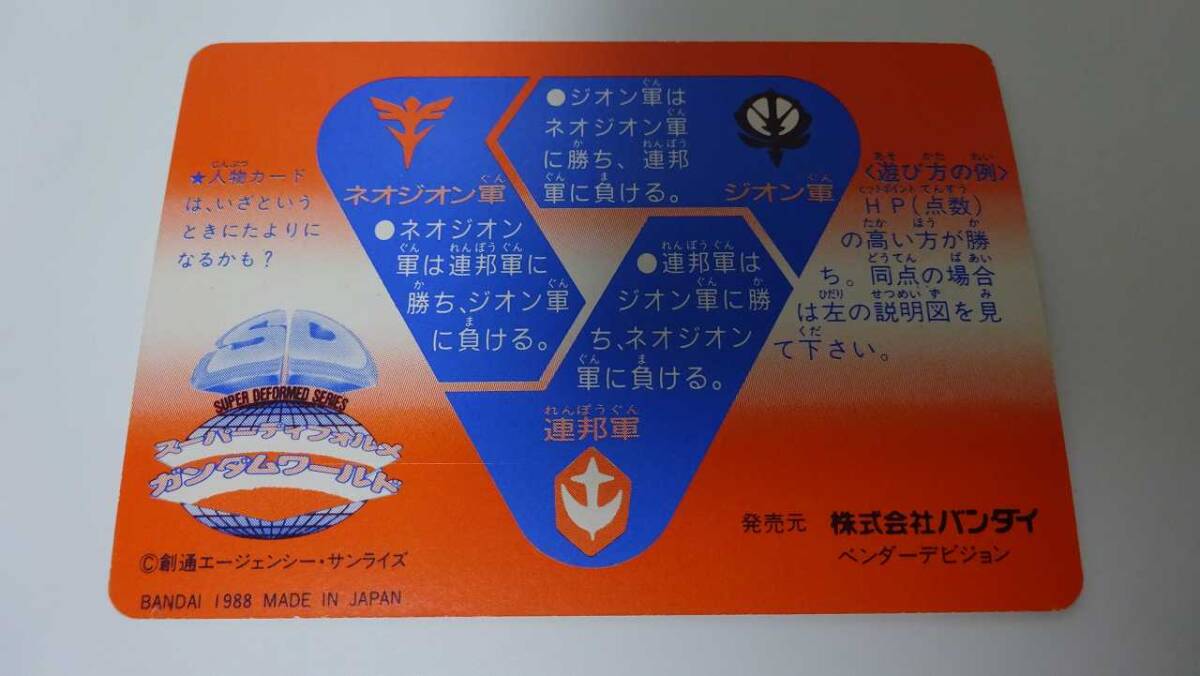 ★人物カード
は、いざという
ときにたよりに
なるかも？
ネオジオン軍
●ネオジオン
軍は連邦軍に
勝ち、ジオン軍
に負ける。
●ジオン軍は
ネオジオン軍
に勝ち、連邦
軍に負ける。
ジオン軍
●連邦軍は
ジオン軍に勝
ち、ネオジオン
軍に負ける。
連邦軍
〈遊び方の例〉
HP(点数)
の高い方が勝
ち。同点の場合
は左の説明図を見
て下さい。
SUPER DEFORMED SERIES
スーパーディフォルメ
ガンダムワールド
©創通エージェンシー・サンライズ
BANDAI 1988 MADE IN JAPAN
発売元 株式会社バンダイ
ベンダーデビジョン